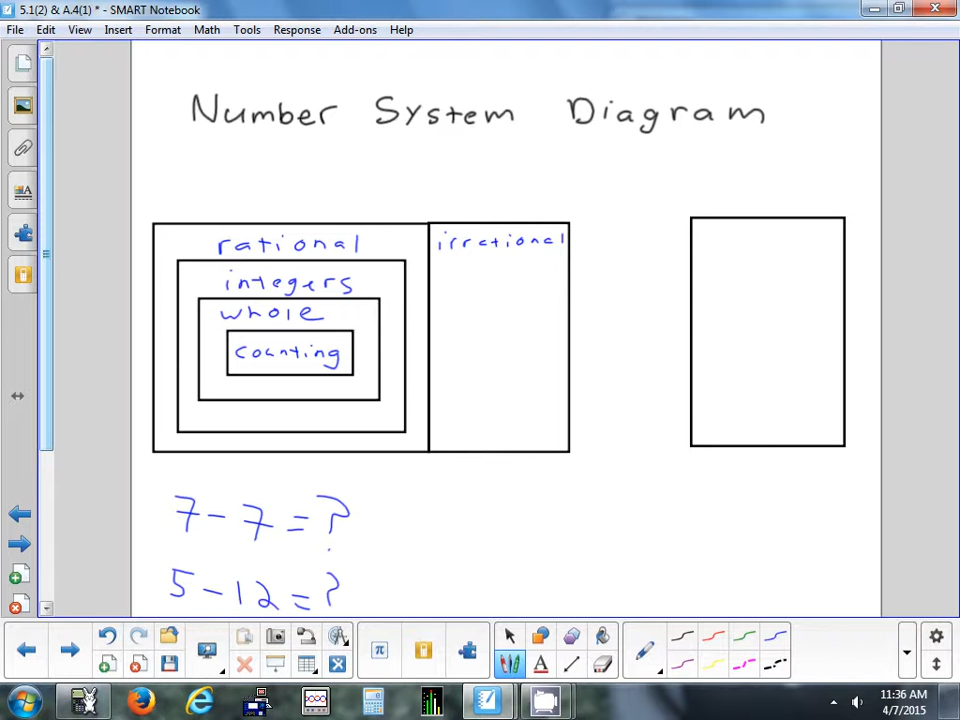 5.1(2) & A.4(1) * - SMART Notebook
File Edit View Insert Format Math Tools Response Add-ons Help
Number System Diagram
rational
irrational
integers
whole
counting
7 - 7 = ?
5 - 12 = ?
11:36 AM
4/7/2015